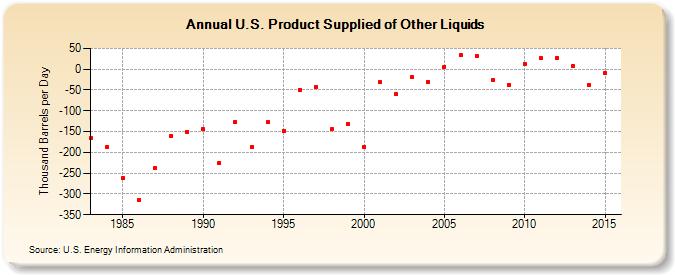 Annual U.S. Product Supplied of Other Liquids
Thousand Barrels per Day
50
0
-50
-100
-150
-200
-250
-300
-350
1985 1990 1995 2000 2005 2010 2015
Source: U.S. Energy Information Administration